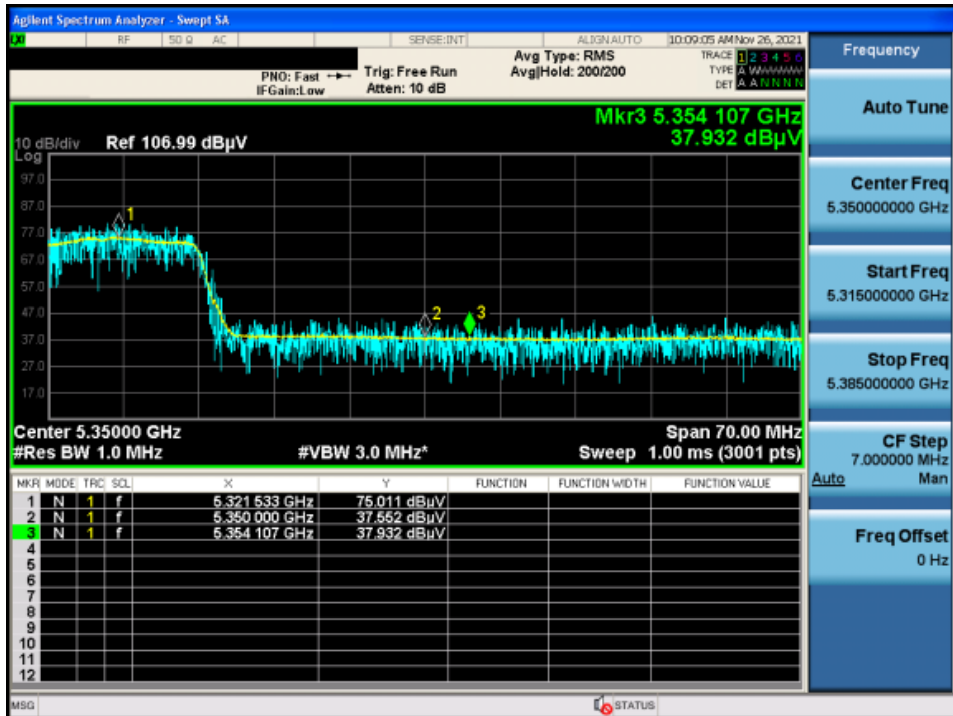 Agilent Spectrum Analyzer - Swept SA
LXI RF 50 Ω AC SENSE:INT ALIGNAUTO 10:09:05 AM Nov 26, 2021
PNO: Fast
IFGain:Low
Trig: Free Run
Atten: 10 dB
Avg Type: RMS
Avg|Hold: 200/200
TRACE 1 2 3 4 5 6
TYPE A WWWWW
DET A A N N N N
Mkr3 5.354 107 GHz
37.932 dBµV
10 dB/div Ref 106.99 dBµV
Log
97.0
87.0
77.0
67.0
57.0
47.0
37.0
27.0
17.0
1
2
3
Center 5.35000 GHz Span 70.00 MHz
#Res BW 1.0 MHz #VBW 3.0 MHz* Sweep 1.00 ms (3001 pts)
MKR MODE TRC SCL X Y FUNCTION FUNCTION WIDTH FUNCTION VALUE
1 N 1 f 5.321 533 GHz 75.011 dBµV
2 N 1 f 5.350 000 GHz 37.552 dBµV
3 N 1 f 5.354 107 GHz 37.932 dBµV
4
5
6
7
8
9
10
11
12
MSG STATUS
Frequency
Auto Tune
Center Freq
5.350000000 GHz
Start Freq
5.315000000 GHz
Stop Freq
5.385000000 GHz
CF Step
7.000000 MHz
Auto Man
Freq Offset
0 Hz